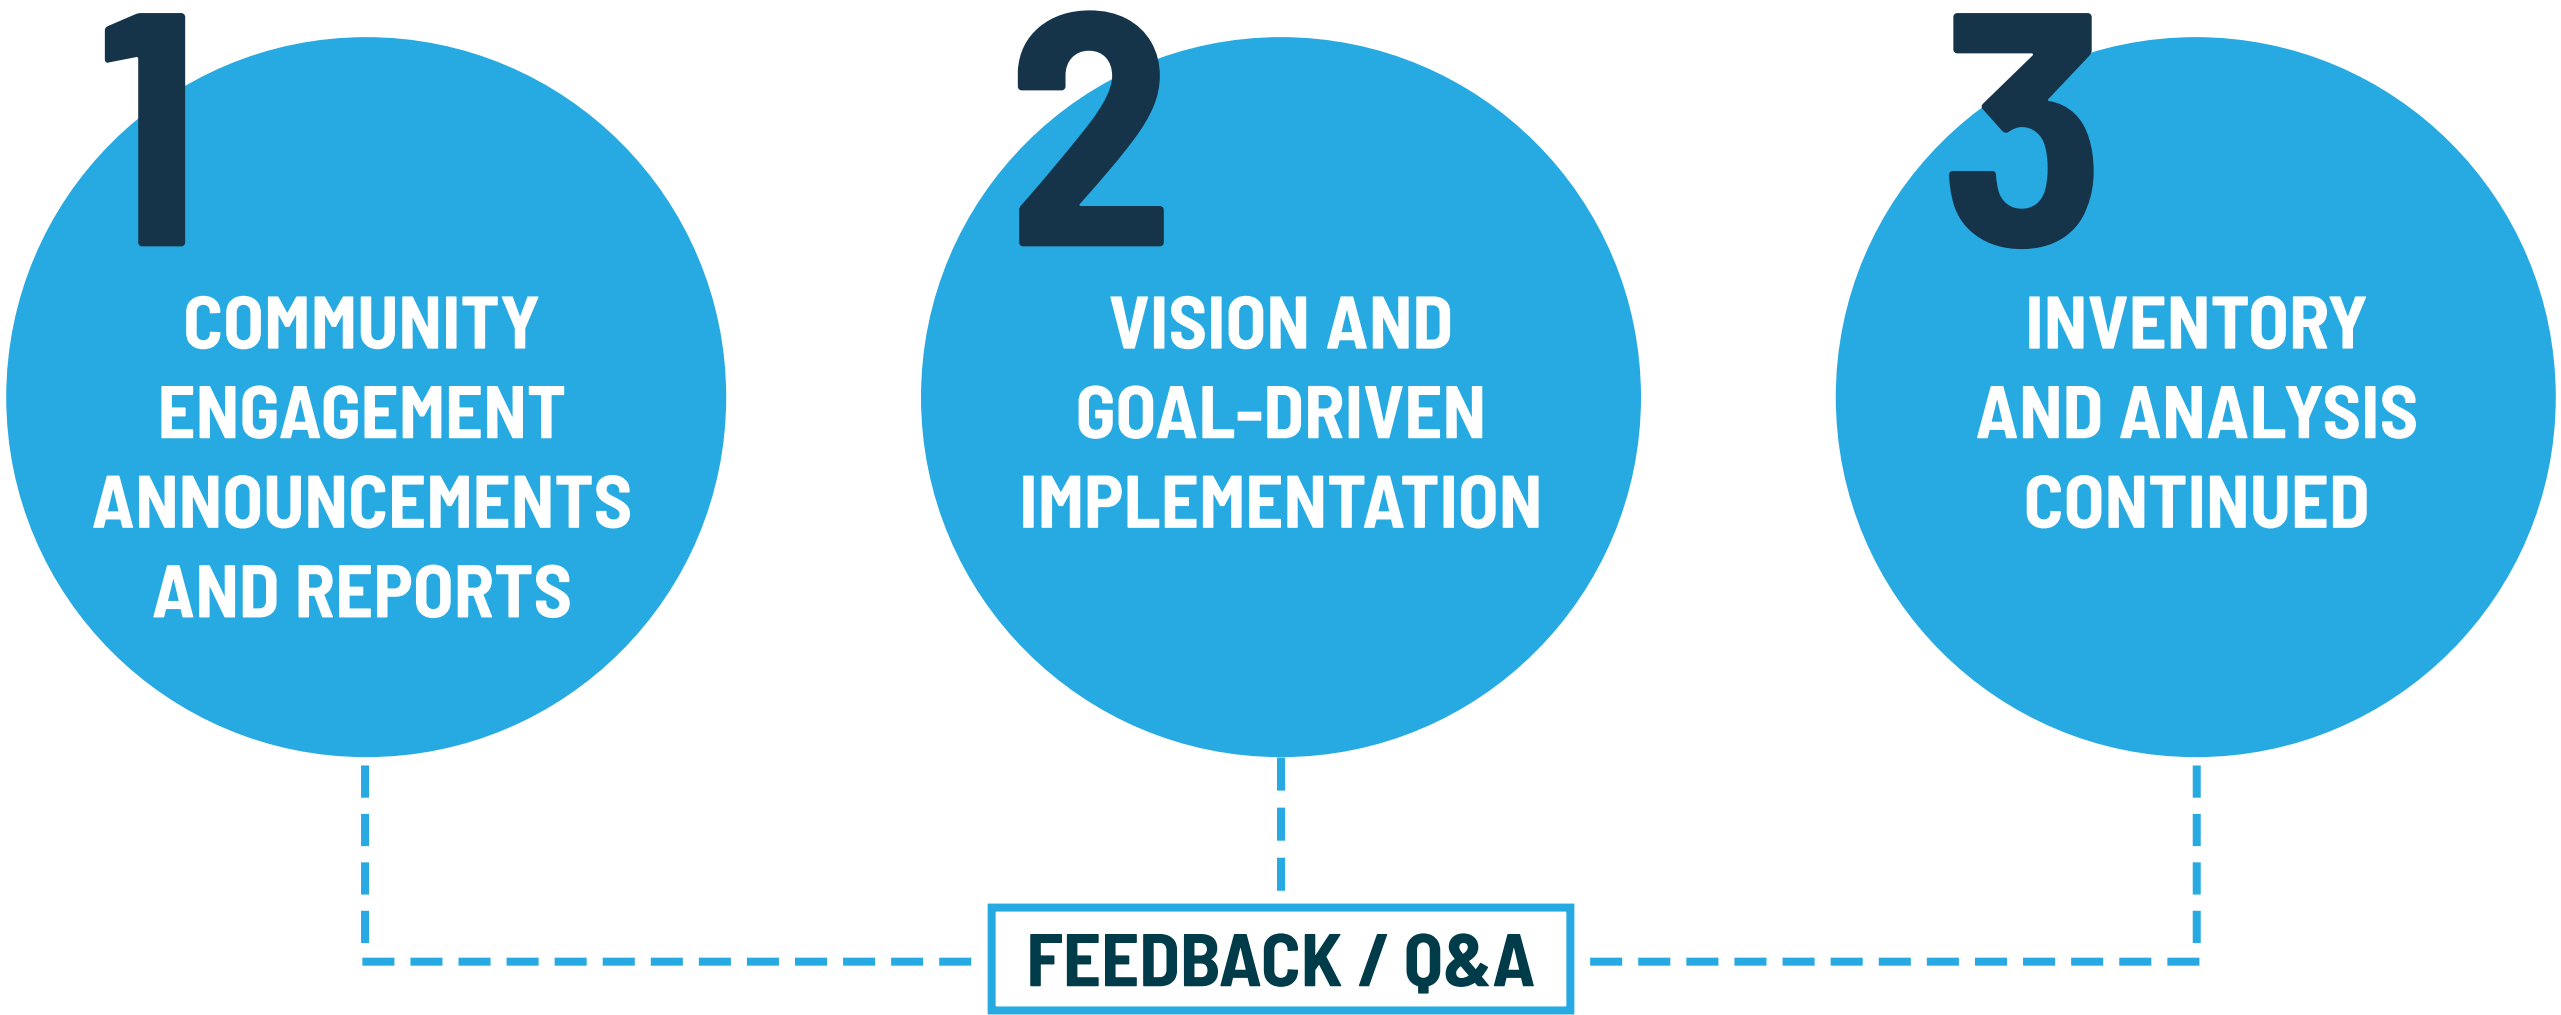 1
COMMUNITY
ENGAGEMENT
ANNOUNCEMENTS
AND REPORTS
2
VISION AND
GOAL-DRIVEN
IMPLEMENTATION
3
INVENTORY
AND ANALYSIS
CONTINUED
FEEDBACK / Q&A